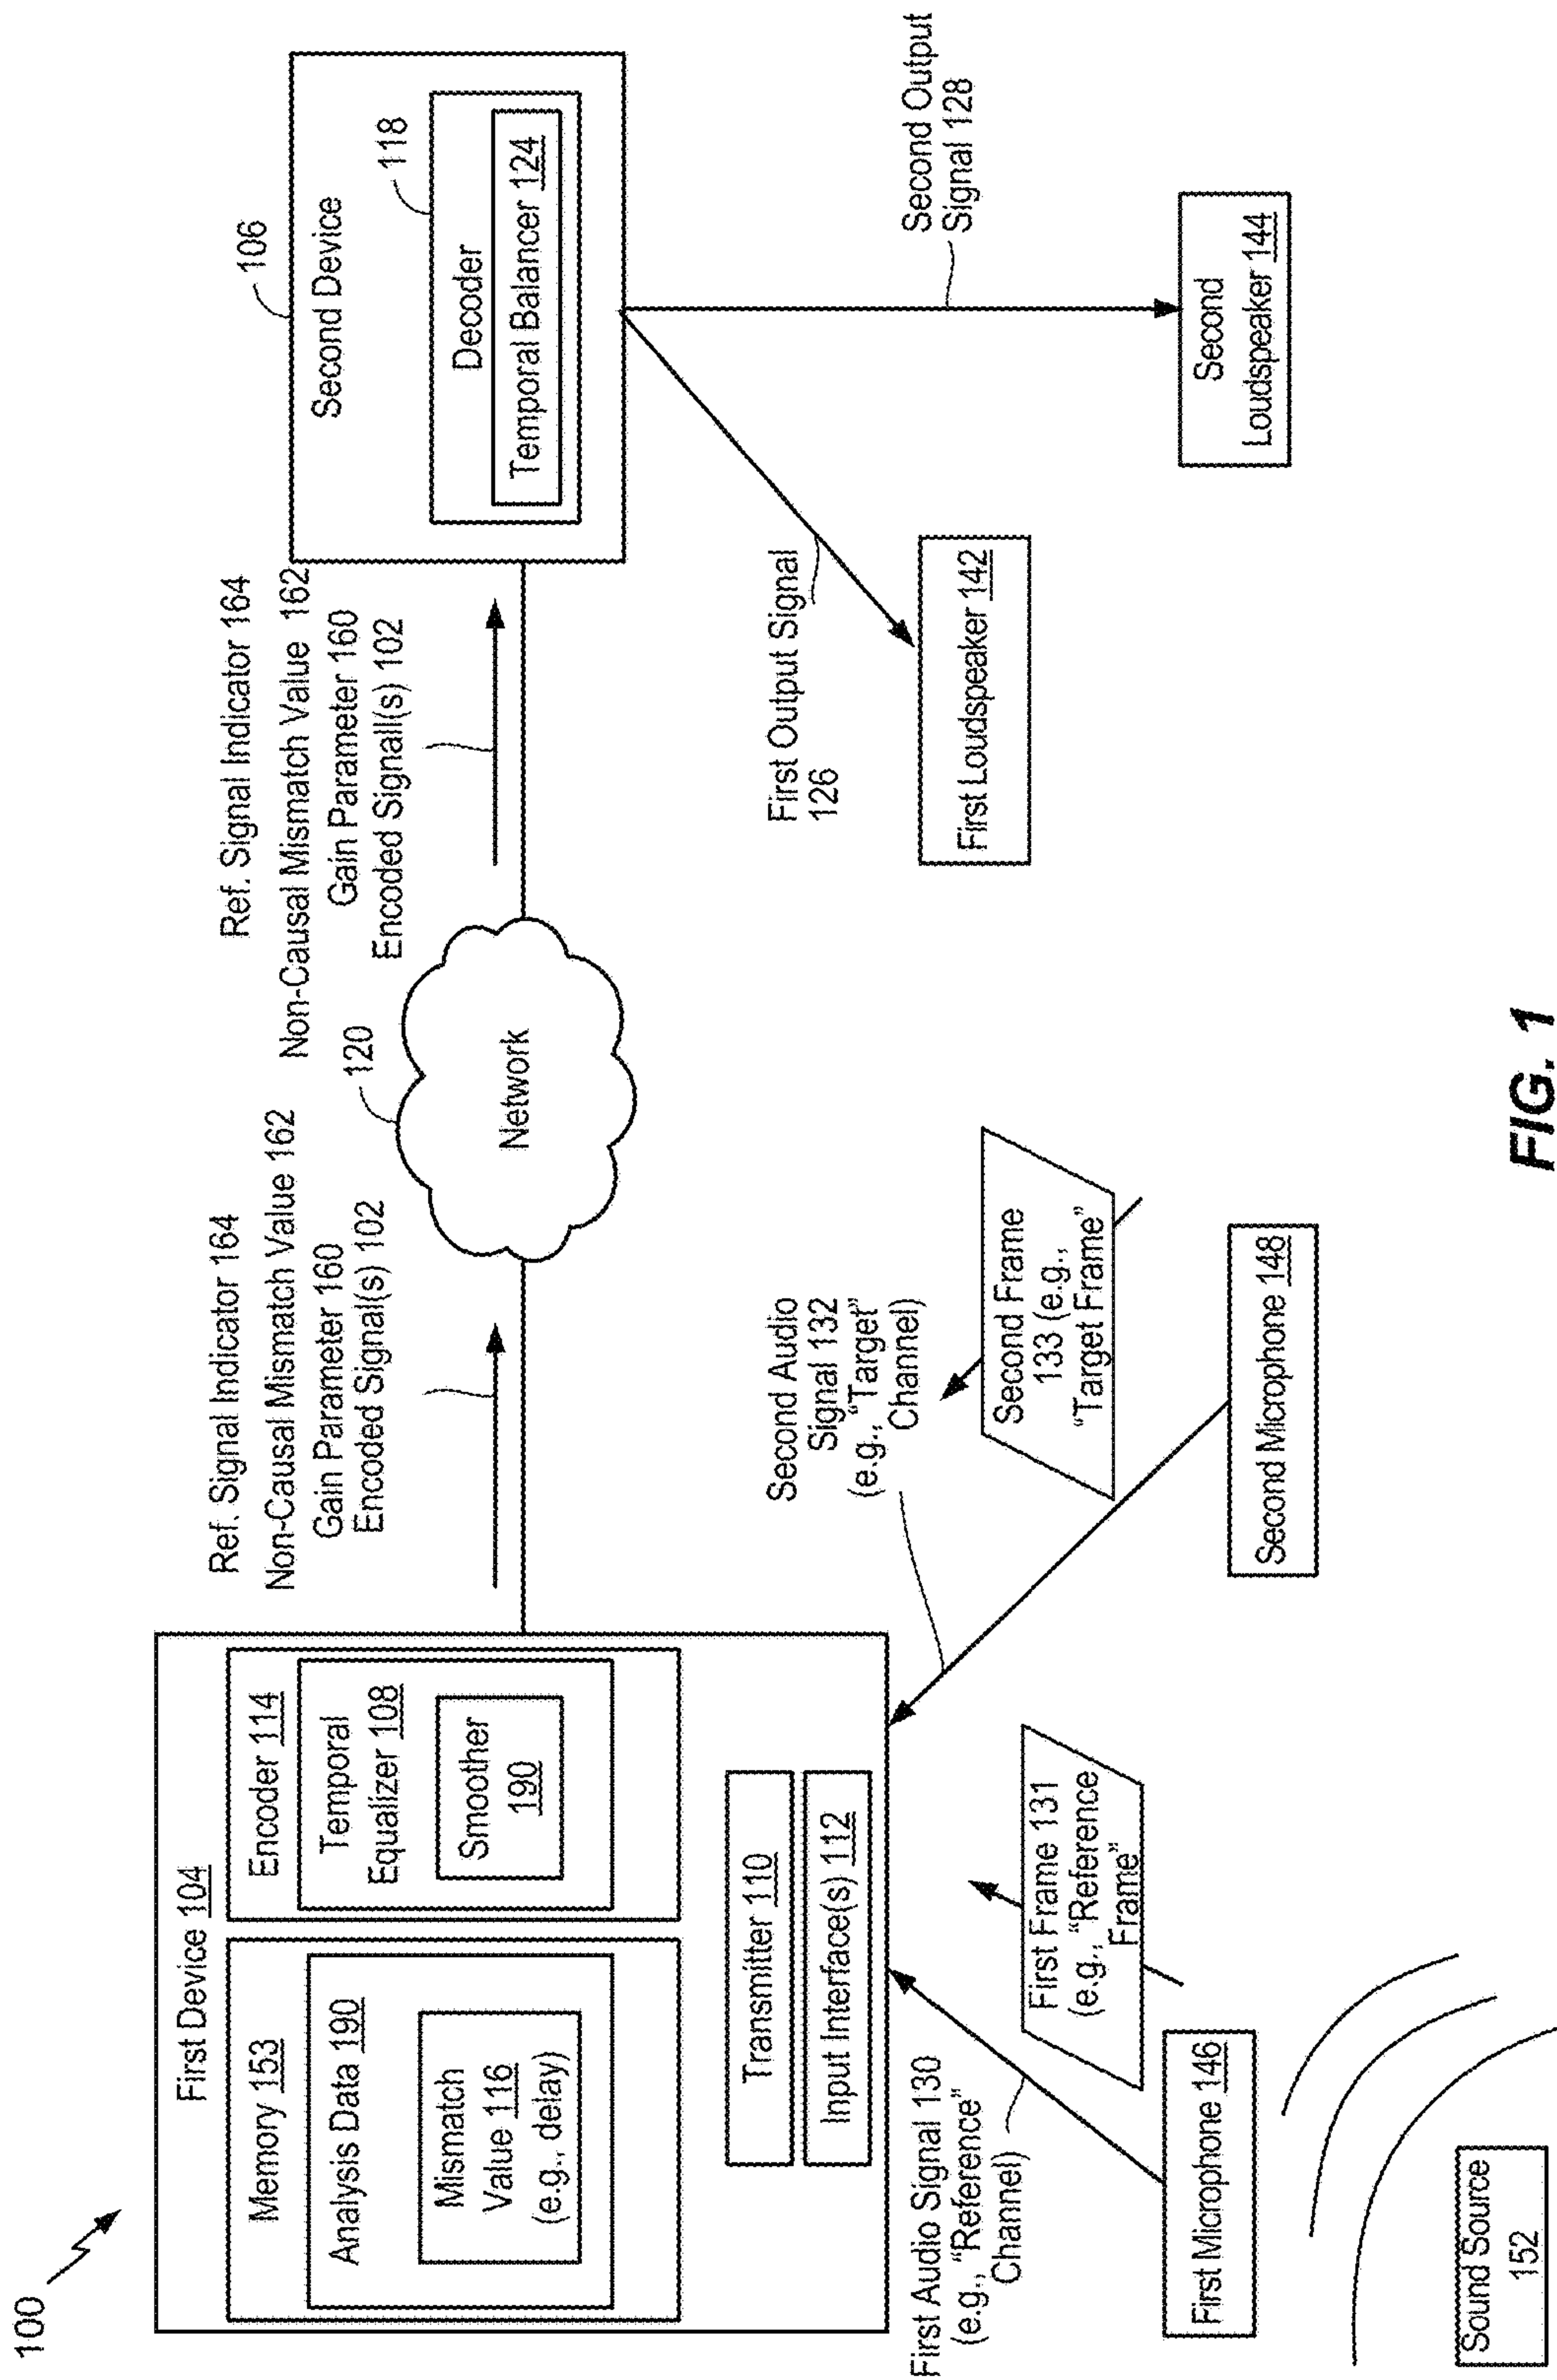 100
First Device 104
Memory 153
Analysis Data 190
Mismatch
Value 116
(e.g., delay)
Encoder 114
Temporal
Equalizer 108
Smoother
190
Transmitter 110
Input Interface(s) 112
Ref. Signal Indicator 164
Non-Causal Mismatch Value 162
Gain Parameter 160
Encoded Signal(s) 102
120
Network
Ref. Signal Indicator 164
Non-Causal Mismatch Value 162
Gain Parameter 160
Encoded Signall(s) 102
106
Second Device
118
Decoder
Temporal Balancer 124
First Audio Signal 130
(e.g., “Reference”
Channel)
First Frame 131
(e.g., “Reference
Frame”
First Microphone 146
Sound Source
152
Second Audio
Signal 132
(e.g., “Target”
Channel)
Second Frame
133 (e.g.,
“Target Frame”
Second Microphone 148
First Output Signal
126
First Loudspeaker 142
Second Output
Signal 128
Second
Loudspeaker 144
FIG. 1